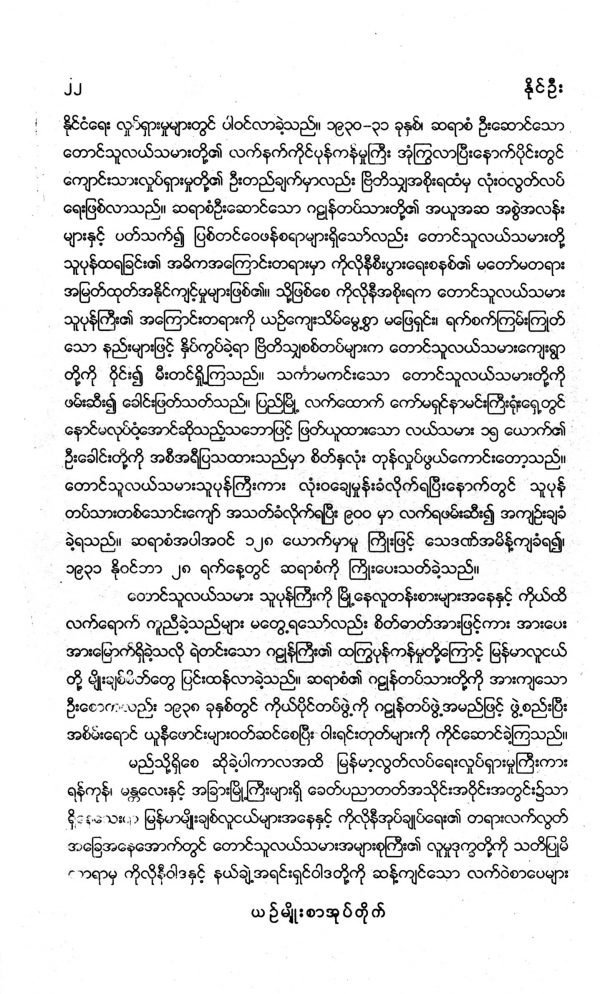 ၂၂
နိုင်ဦး
နိုင်ငံရေး လှုပ်ရှားမှုများတွင် ပါဝင်လာခဲ့သည်။ ၁၉၃၀-၃၁ ခုနှစ်၊ ဆရာစံ ဦးဆောင်သော
တောင်သူလယ်သမားတို့၏ လက်နက်ကိုင်ပုန်ကန်မှုကြီး အုံကြွလာပြီးနောက်ပိုင်းတွင်
ကျောင်းသားလှုပ်ရှားမှုတို့၏ ဦးတည်ချက်မှာလည်း ဗြိတိသျှအစိုးရထံမှ လုံးဝလွတ်လပ်
ရေးဖြစ်လာသည်။ ဆရာစံဦးဆောင်သော ဂဠုန်တပ်သားတို့၏ အယူအဆ အစွဲအလန်း
များနှင့် ပတ်သက်၍ ပြစ်တင်ဝေဖန်စရာများရှိသော်လည်း တောင်သူလယ်သမားတို့
သူပုန်ထရခြင်း၏ အဓိကအကြောင်းတရားမှာ ကိုလိုနီစီးပွားရေးစနစ်၏ မတော်မတရား
အမြတ်ထုတ်အနိုင်ကျင့်မှုများဖြစ်၏။ သို့ဖြစ်စေ ကိုလိုနီအစိုးရက တောင်သူလယ်သမား
သူပုန်ကြီး၏ အကြောင်းတရားကို ယဉ်ကျေးသိမ်မွေ့စွာ မဖြေရှင်း၊ ရက်စက်ကြမ်းကြုတ်
သော နည်းများဖြင့် နှိပ်ကွပ်ခဲ့ရာ ဗြိတိသျှစစ်တပ်များက တောင်သူလယ်သမားကျေးရွာ
တို့ကို ဝိုင်း၍ မီးတင်ရှို့ကြသည်။ သင်္ကာမကင်းသော တောင်သူလယ်သမားတို့ကို
ဖမ်းဆီး၍ ခေါင်းဖြတ်သတ်သည်။ ပြည်မြို့ လက်ထောက် ကော်မရှင်နာမင်းကြီးရုံးရှေ့တွင်
နောင်မလုပ်ဝံ့အောင်ဆိုသည့်သဘောဖြင့် ဖြတ်ယူထားသော လယ်သမား ၁၅ ယောက်၏
ဦးခေါင်းတို့ကို အစီအရီပြသထားသည်မှာ စိတ်နှလုံး တုန်လှုပ်ဖွယ်ကောင်းတော့သည်။
တောင်သူလယ်သမားသူပုန်ကြီးကား လုံးဝချေမှုန်းခံလိုက်ရပြီးနောက်တွင် သူပုန်
တပ်သားတစ်သောင်းကျော် အသတ်ခံလိုက်ရပြီး ၉၀၀ မှာ လက်ရဖမ်းဆီး၍ အကျဉ်းချခံ
ခဲ့ရသည်။ ဆရာစံအပါအဝင် ၁၂၈ ယောက်မှာမူ ကြိုးဖြင့် သေဒဏ်အမိန့်ကျခံရ၍၊
၁၉၃၁ နိုဝင်ဘာ ၂၈ ရက်နေ့တွင် ဆရာစံကို ကြိုးပေးသတ်ခဲ့သည်။
တောင်သူလယ်သမား သူပုန်ကြီးကို မြို့နေလူတန်းစားများအနေနှင့် ကိုယ်ထိ
လက်ရောက် ကူညီခဲ့သည်များ မတွေ့ရသော်လည်း စိတ်ဓာတ်အားဖြင့်ကား အားပေး
အားမြှောက်ရှိခဲ့သလို ရဲတင်းသော ဂဠုန်ကြီး၏ ထကြွပုန်ကန်မှုတို့ကြောင့် မြန်မာလူငယ်
တို့ မျိုးချစ်စိတ်တွေ ပြင်းထန်လာခဲ့သည်။ ဆရာစံ၏ ဂဠုန်တပ်သားတို့ကို အားကျသော
ဦးစောကလည်း ၁၉၃၈ ခုနှစ်တွင် ကိုယ်ပိုင်တပ်ဖွဲ့ကို ဂဠုန်တပ်ဖွဲ့အမည်ဖြင့် ဖွဲ့စည်းပြီး
အစိမ်းရောင် ယူနီဖောင်းများဝတ်ဆင်စေပြီး ဝါးရင်းတုတ်များကို ကိုင်ဆောင်ခဲ့ကြသည်။
မည်သို့ရှိစေ ဆိုခဲ့ပါကာလအထိ မြန်မာ့လွတ်လပ်ရေးလှုပ်ရှားမှုကြီးကား
ရန်ကုန်၊ မန္တလေးနှင့် အခြားမြို့ကြီးများရှိ ခေတ်ပညာတတ်အသိုင်းအဝိုင်းအတွင်း၌သာ
ရှိနေသေးရာ မြန်မာမျိုးချစ်လူငယ်များအနေနှင့် ကိုလိုနီအုပ်ချုပ်ရေး၏ တရားလက်လွတ်
အခြေအနေအောက်တွင် တောင်သူလယ်သမားအများစုကြီး၏ လူမှုဒုက္ခတို့ကို သတိပြုမိ
လာရာမှ ကိုလိုနီဝါဒနှင့် နယ်ချဲ့အရင်းရှင်ဝါဒတို့ကို ဆန့်ကျင်သော လက်ဝဲစာပေများ
ယဉ်မျိုးစာအုပ်တိုက်